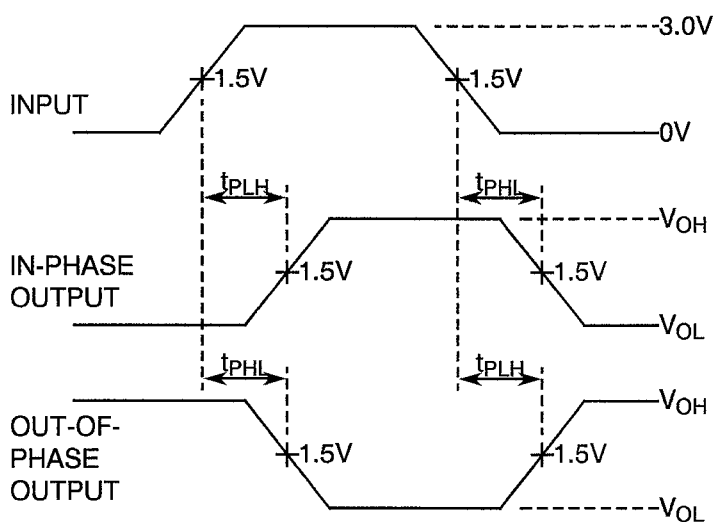 3.0V
1.5V 1.5V
INPUT
0V
tPLH tPHL
VOH
IN-PHASE
OUTPUT
1.5V 1.5V
VOL
tPHL tPLH
VOH
OUT-OF-
PHASE
OUTPUT
1.5V 1.5V
VOL